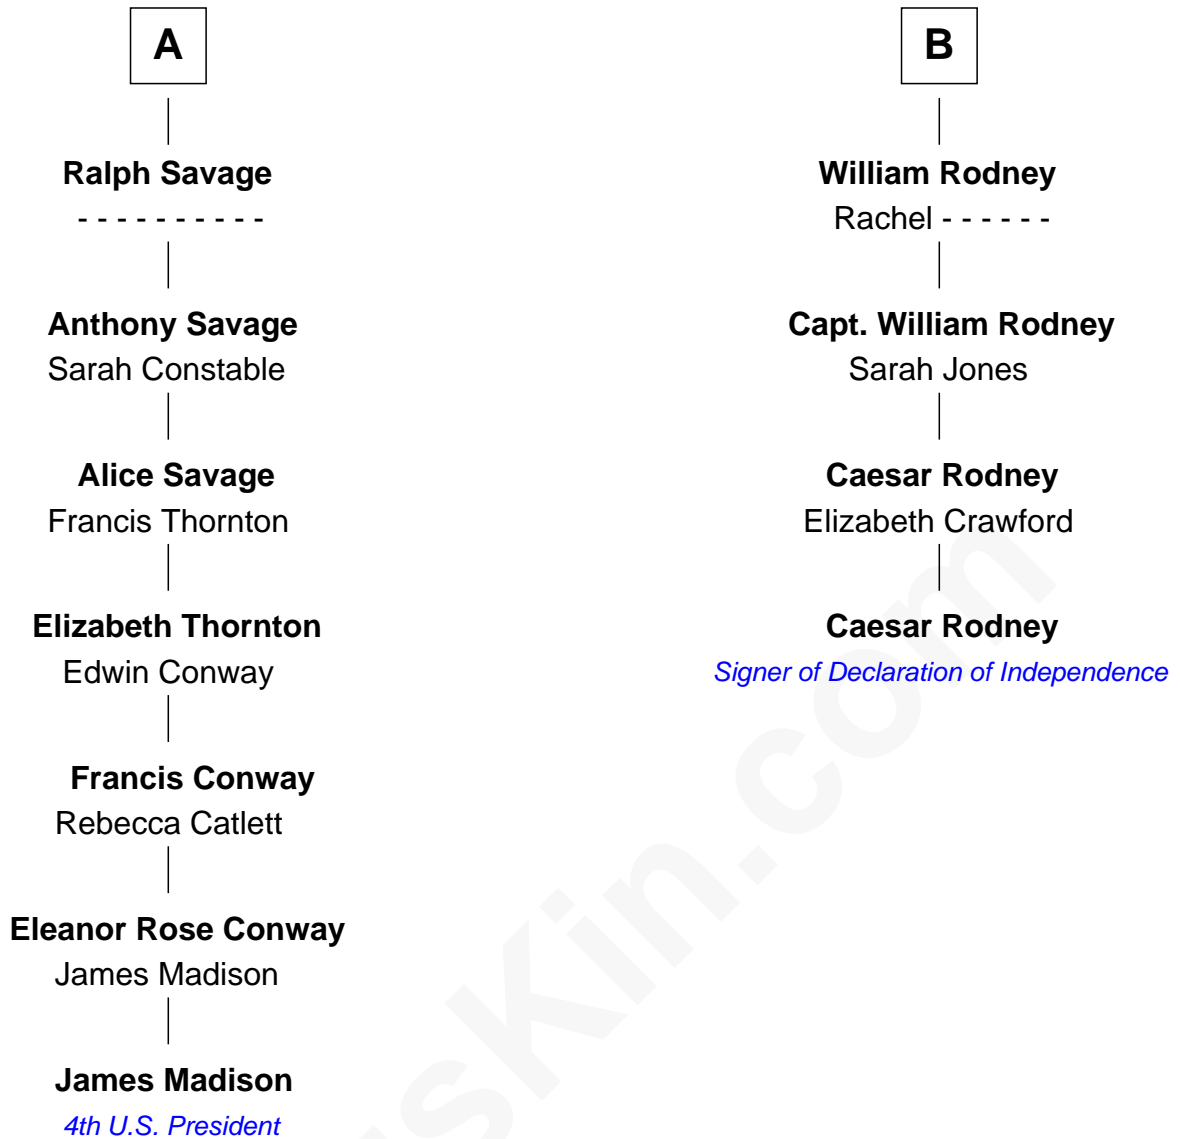 A
Ralph Savage
- - - - - - - - - -
Anthony Savage
Sarah Constable
Alice Savage
Francis Thornton
Elizabeth Thornton
Edwin Conway
Francis Conway
Rebecca Catlett
Eleanor Rose Conway
James Madison
James Madison
4th U.S. President
B
William Rodney
Rachel - - - - - -
Capt. William Rodney
Sarah Jones
Caesar Rodney
Elizabeth Crawford
Caesar Rodney
Signer of Declaration of Independence